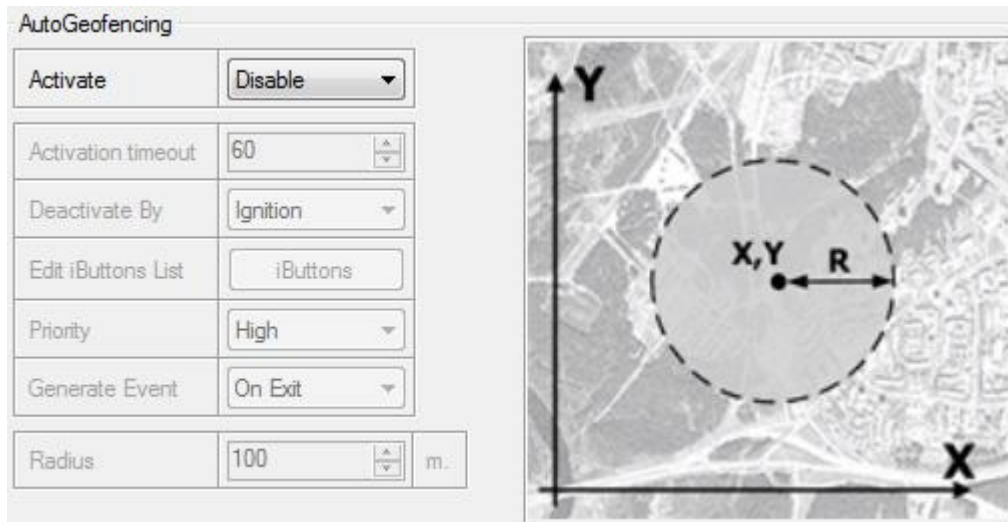 AutoGeofencing
Activate Disable
Activation timeout 60
Deactivate By Ignition
Edit iButtons List iButtons
Priority High
Generate Event On Exit
Radius 100 m.
Y
X,Y R
X